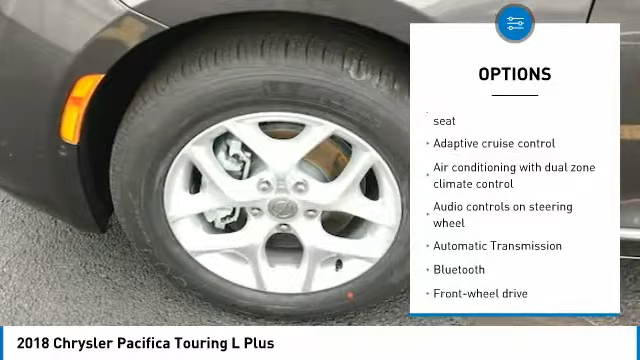 OPTIONS
seat
• Adaptive cruise control
• Air conditioning with dual zone
climate control
• Audio controls on steering
wheel
• Automatic Transmission
• Bluetooth
• Front-wheel drive
2018 Chrysler Pacifica Touring L Plus